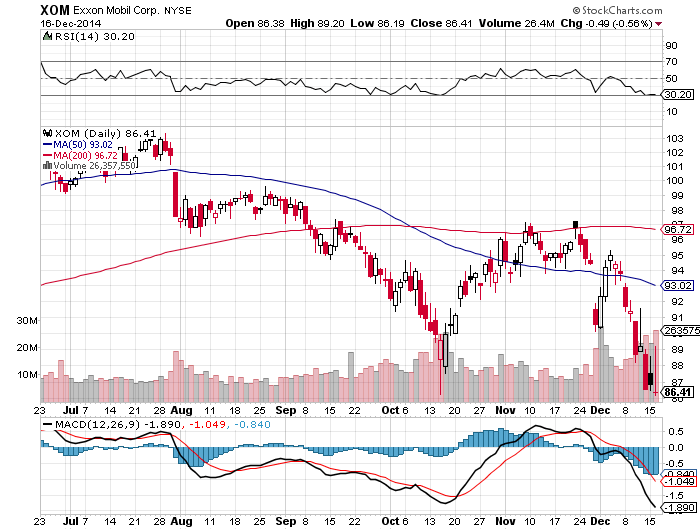 XOM Exxon Mobil Corp. NYSE
© StockCharts.com
16-Dec-2014
Open 86.38 High 89.20 Low 86.19 Close 86.41 Volume 26.4M Chg -0.49 (-0.56%)
RSI(14) 30.20
90
70
50
30.20
10
XOM (Daily) 86.41
MA(50) 93.02
MA(200) 96.72
Volume 26,357,550
103
102
101
100
99
98
97
96.72
95
94
93.02
92
91
263575
89
88
87
86.41
30M
20M
10M
23 Jul 7 14 21 28 Aug 11 18 25 Sep 8 15 22 Oct 6 13 20 27 Nov 10 17 24 Dec 8 15
MACD(12,26,9) -1.890, -1.049, -0.840
0.5
0.0
-0.5
-1.049
-1.5
-1.890
23 Jul 7 14 21 28 Aug 11 18 25 Sep 8 15 22 Oct 6 13 20 27 Nov 10 17 24 Dec 8 15